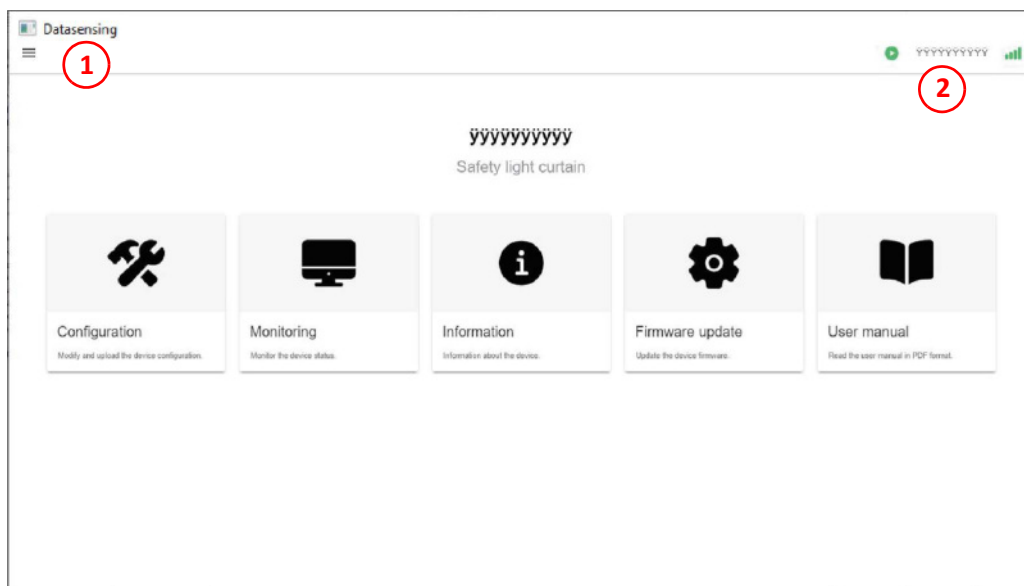 Datasensing
1
ŸŸŸŸŸŸŸŸŸŸ
2
ÿÿÿÿÿÿÿÿÿÿ
Safety light curtain
Configuration
Modify and upload the device configuration.
Monitoring
Monitor the device status.
Information
Information about the device.
Firmware update
Update the device firmware.
User manual
Read the user manual in PDF format.